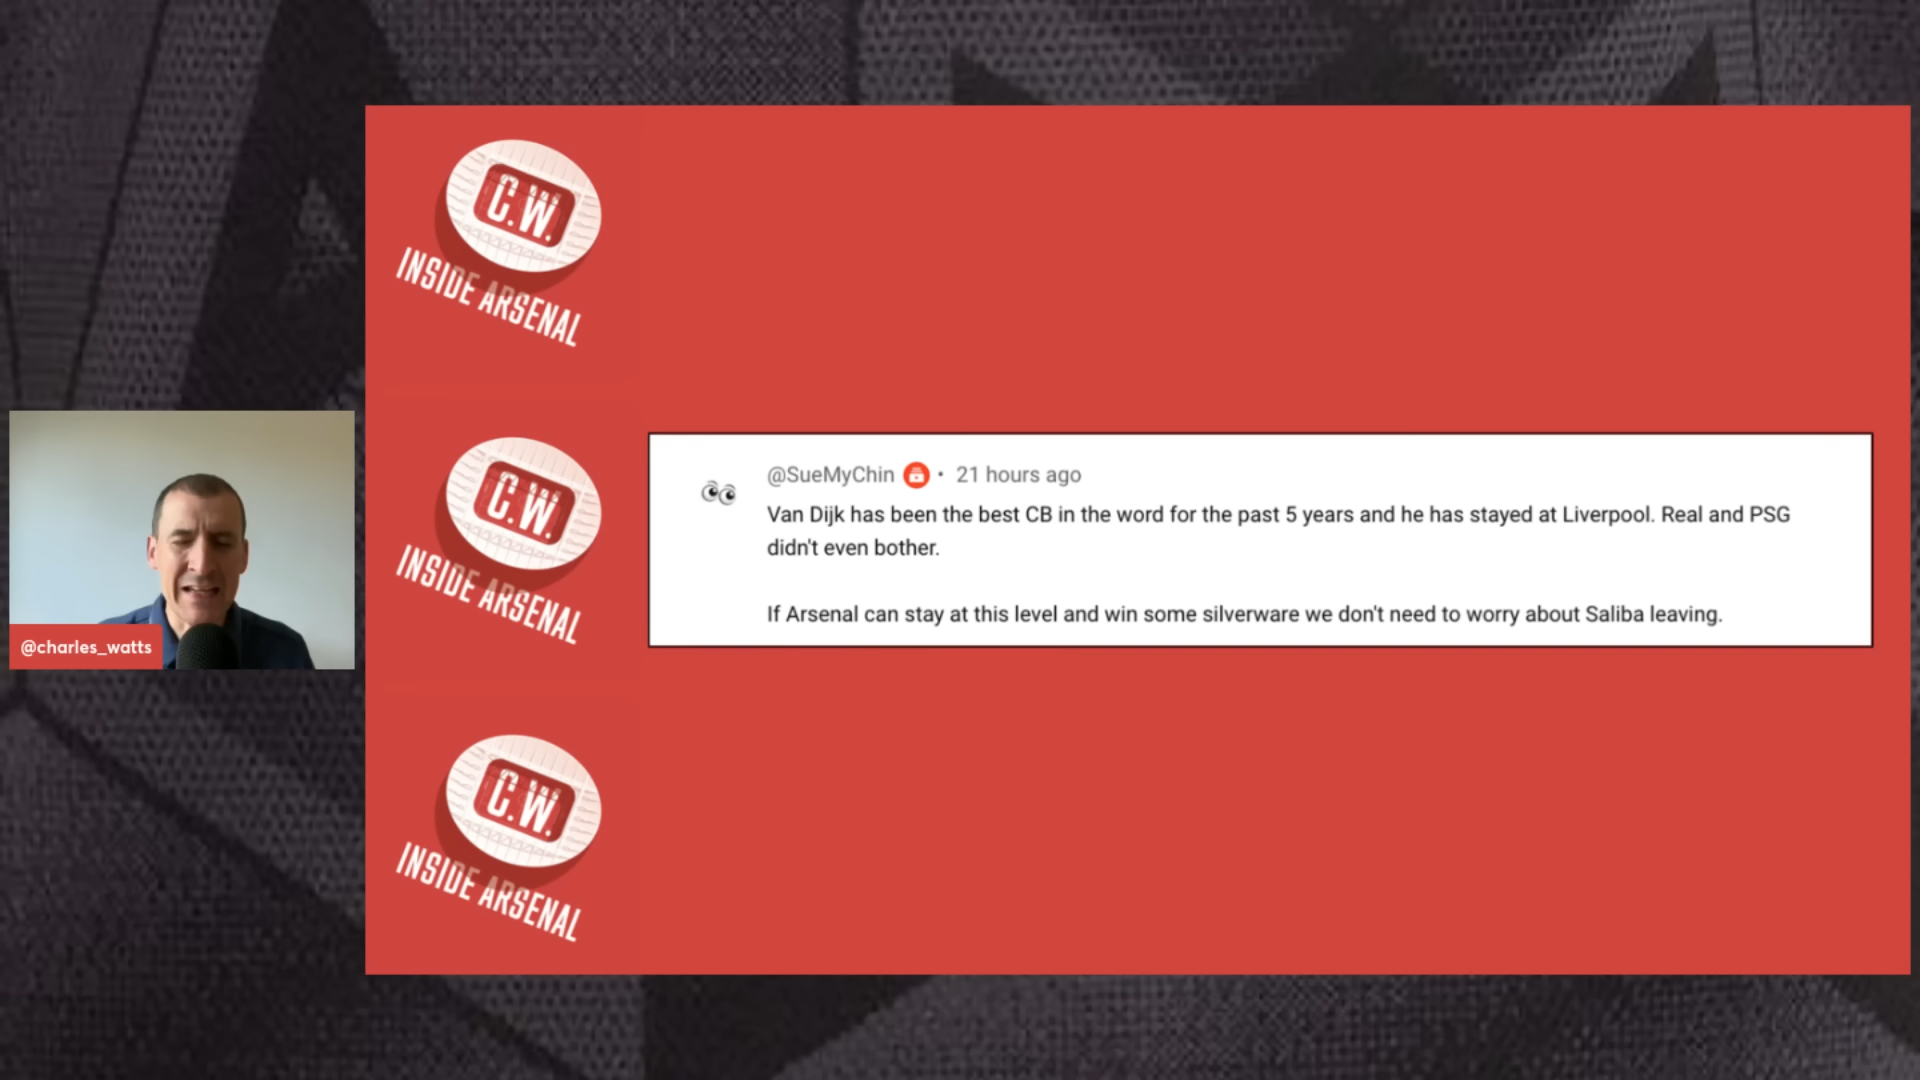 C.W.
INSIDE ARSENAL
C.W.
INSIDE ARSENAL
C.W.
INSIDE ARSENAL
@charles_watts
@SueMyChin • 21 hours ago
Van Dijk has been the best CB in the word for the past 5 years and he has stayed at Liverpool. Real and PSG
didn't even bother.
If Arsenal can stay at this level and win some silverware we don't need to worry about Saliba leaving.